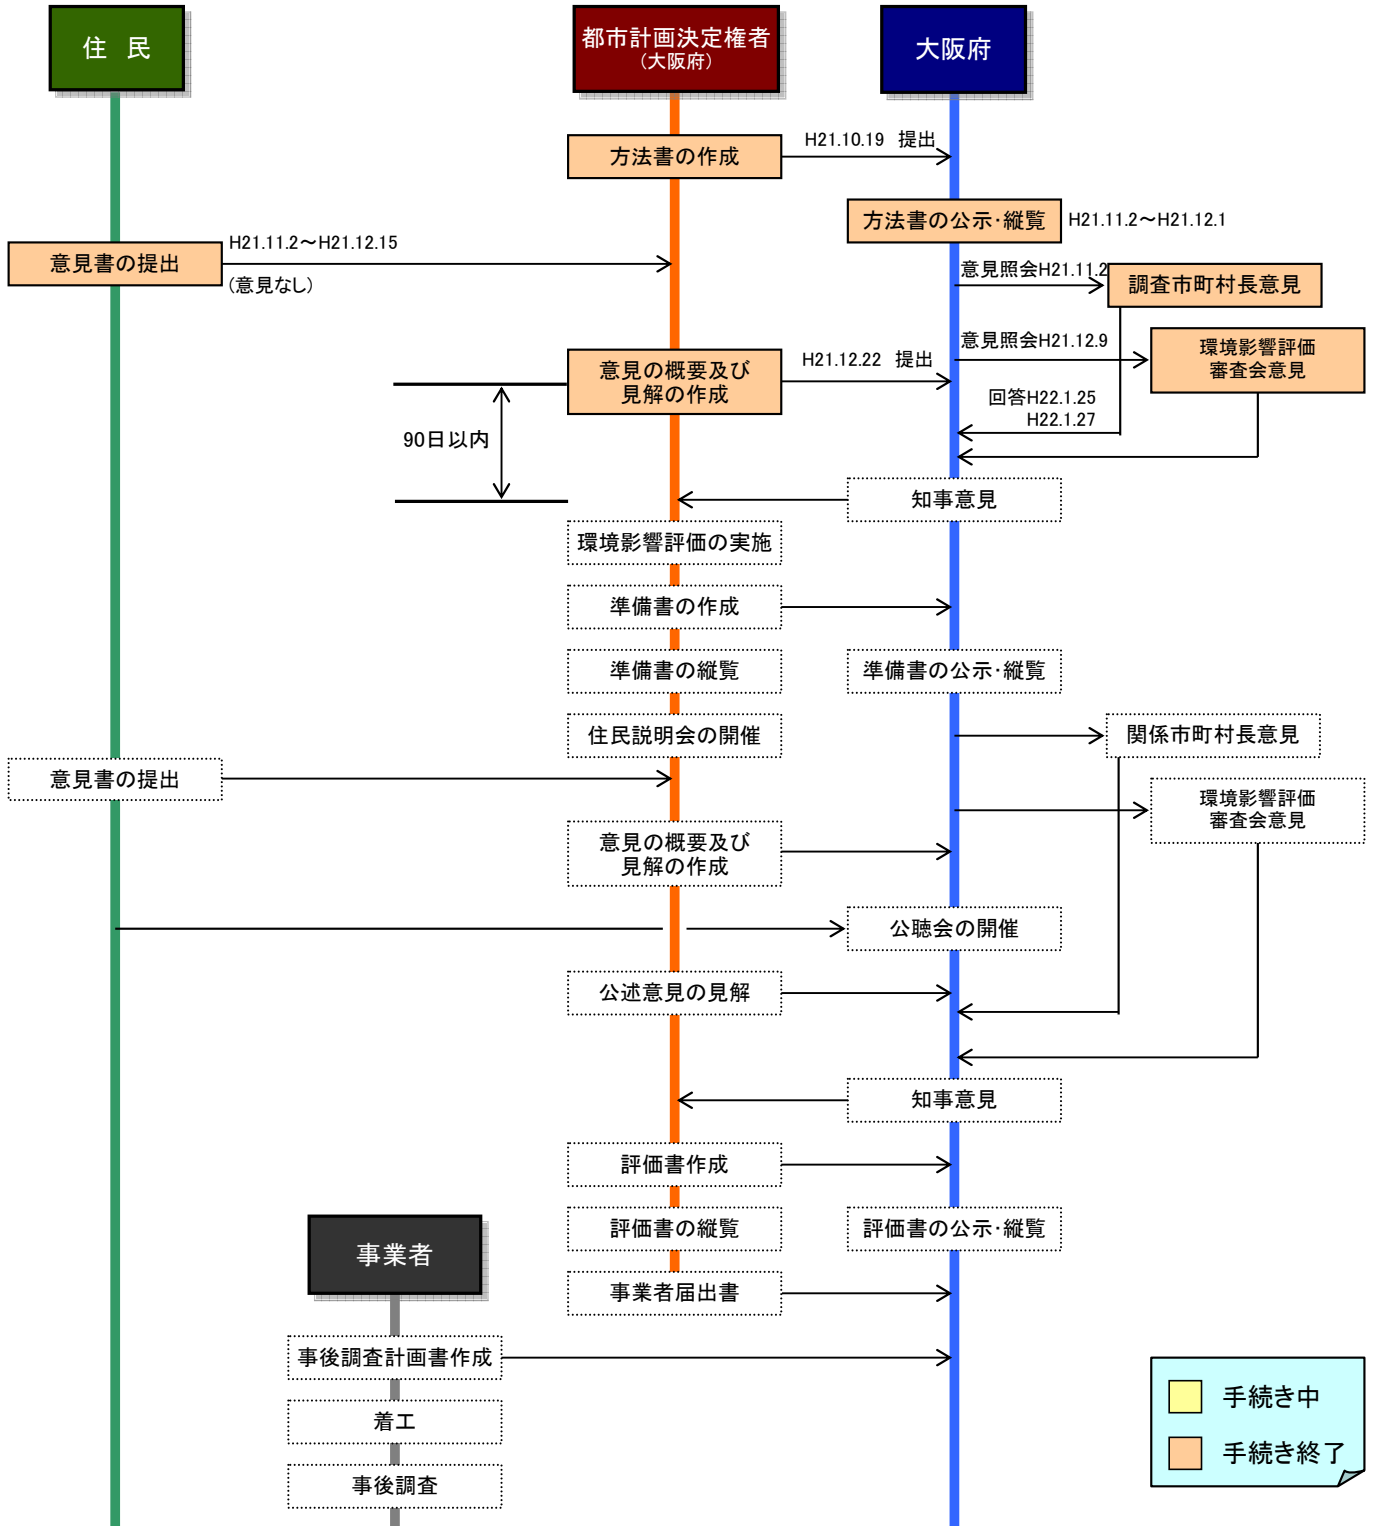 住 民
都市計画決定権者
(大阪府)
大阪府
方法書の作成
H21.10.19 提出
方法書の公示・縦覧
H21.11.2～H21.12.1
意見書の提出
H21.11.2～H21.12.15
(意見なし)
意見照会H21.11.2
調査市町村長意見
意見の概要及び
見解の作成
H21.12.22 提出
意見照会H21.12.9
環境影響評価
審査会意見
回答H22.1.25
H22.1.27
90日以内
知事意見
環境影響評価の実施
準備書の作成
準備書の縦覧
準備書の公示・縦覧
住民説明会の開催
関係市町村長意見
意見書の提出
環境影響評価
審査会意見
意見の概要及び
見解の作成
公聴会の開催
公述意見の見解
知事意見
評価書作成
評価書の縦覧
評価書の公示・縦覧
事業者
事業者届出書
事後調査計画書作成
着工
事後調査
手続き中
手続き終了